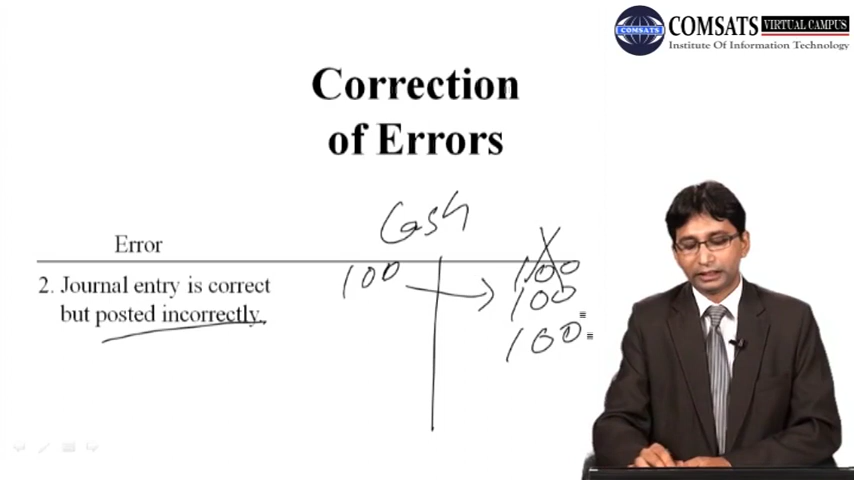 COMSATS
COMSATS VIRTUAL CAMPUS
Institute Of Information Technology
Correction
of Errors
Cash
Error
100 100
2. Journal entry is correct
100
but posted incorrectly.
100